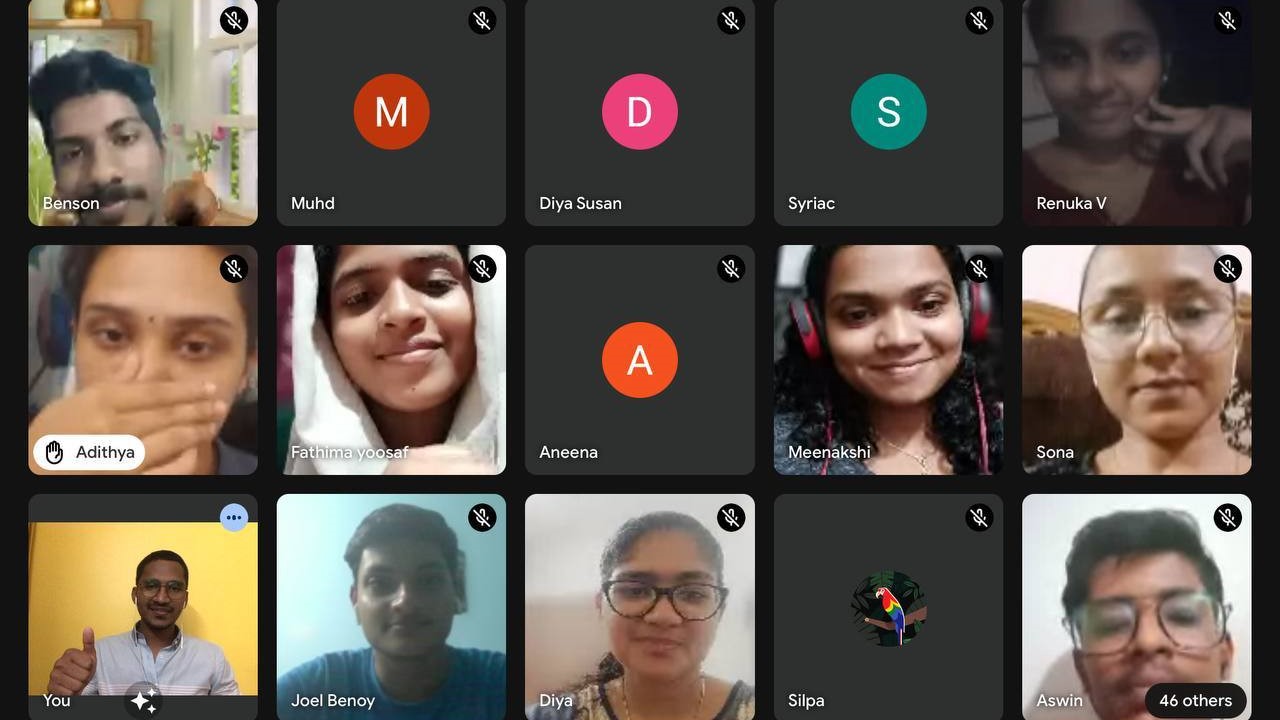 Benson
M
Muhd
D
Diya Susan
S
Syriac
Renuka V
Adithya
Fathima yoosaf
A
Aneena
Meenakshi
Sona
You
Joel Benoy
Diya
Silpa
Aswin
46 others